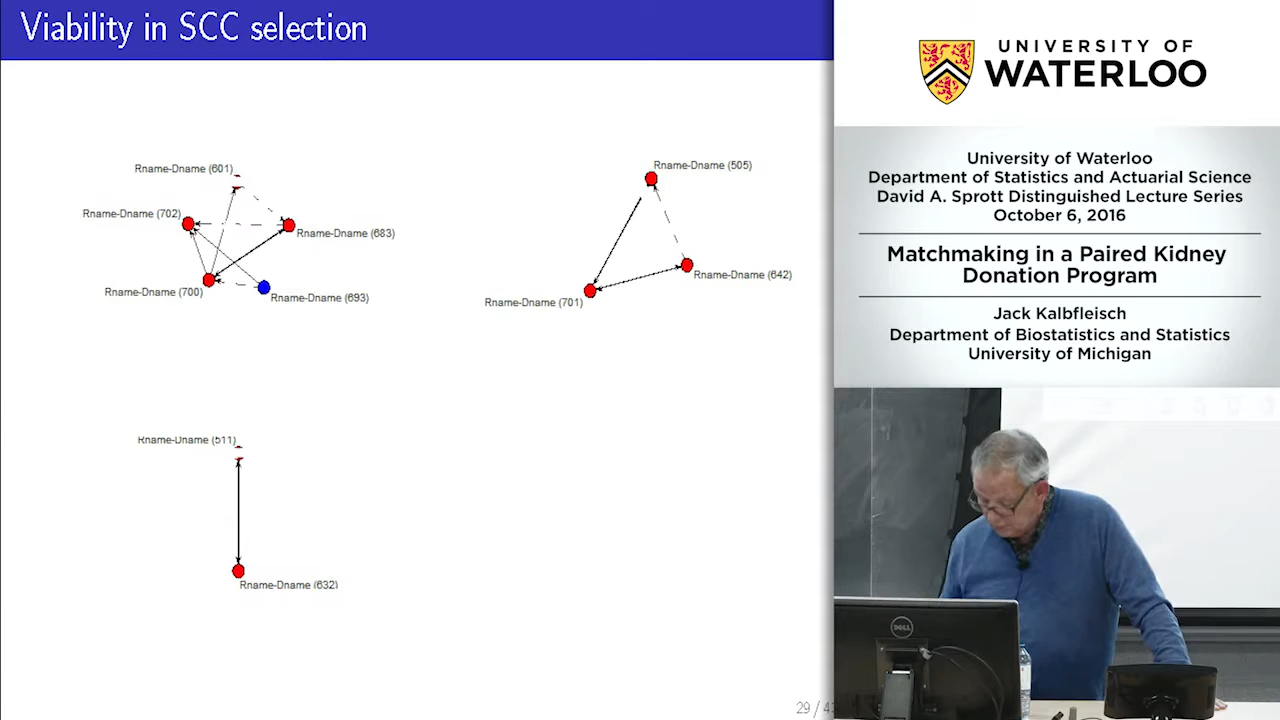 Viability in SCC selection
Rname-Dname (601)
Rname-Dname (702)
Rname-Dname (683)
Rname-Dname (700)
Rname-Dname (693)
Rname-Dname (505)
Rname-Dname (642)
Rname-Dname (701)
Rname-Dname (511)
Rname-Dname (632)
29 /
UNIVERSITY OF
WATERLOO
University of Waterloo
Department of Statistics and Actuarial Science
David A. Sprott Distinguished Lecture Series
October 6, 2016
Matchmaking in a Paired Kidney
Donation Program
Jack Kalbfleisch
Department of Biostatistics and Statistics
University of Michigan
DELL